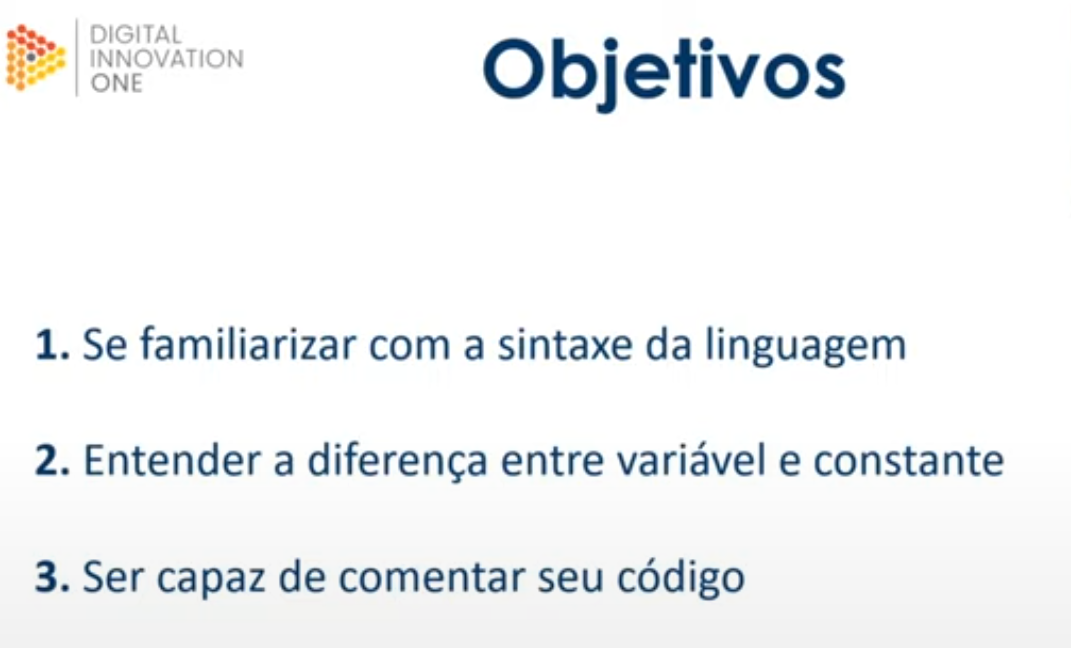 DIGITAL
INNOVATION
ONE
Objetivos
1. Se familiarizar com a sintaxe da linguagem
2. Entender a diferença entre variável e constante
3. Ser capaz de comentar seu código